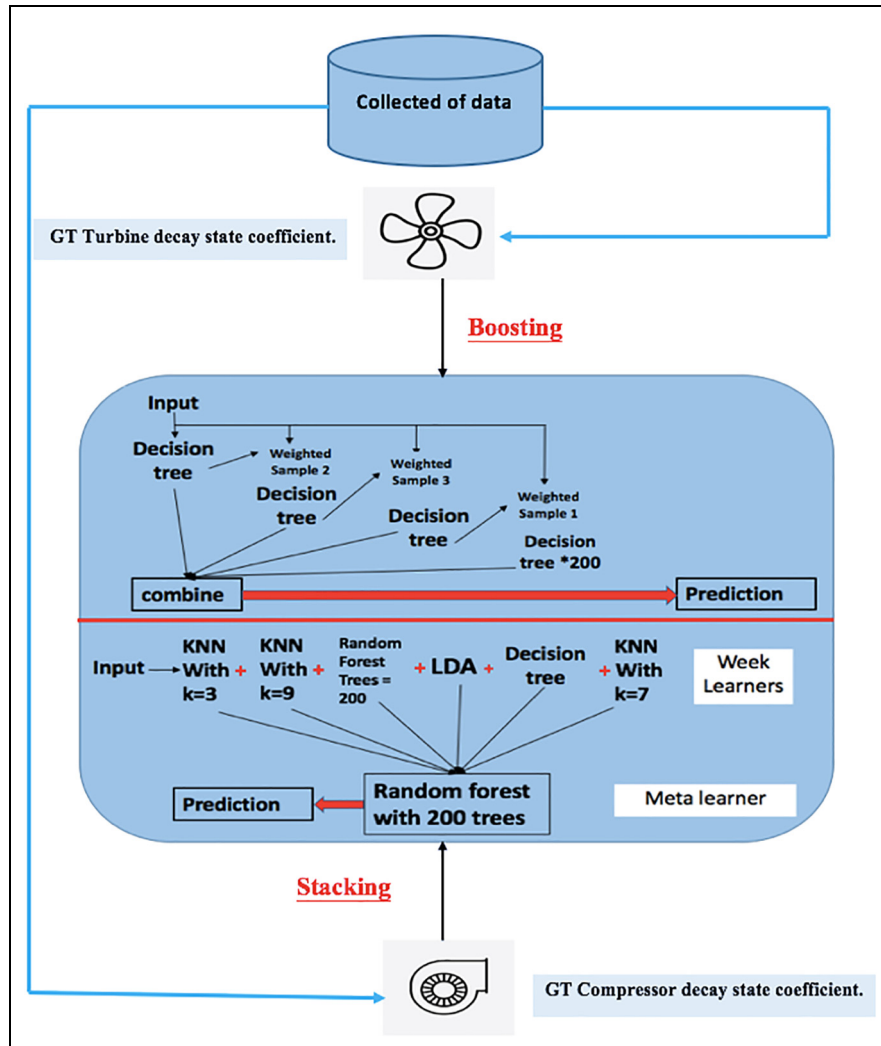 Collected of data
GT Turbine decay state coefficient.
Boosting
Input
Decision
tree
Weighted
Sample 2
Weighted
Sample 3
Weighted
Sample 1
Decision
tree
Decision
tree
Decision
tree *200
combine
Prediction
Input
KNN
With
k=3
+
KNN
With
k=9
+
Random
Forest
Trees =
200
+
LDA
+
Decision
tree
+
KNN
With
k=7
Week
Learners
Prediction
Random forest
with 200 trees
Meta learner
Stacking
GT Compressor decay state coefficient.